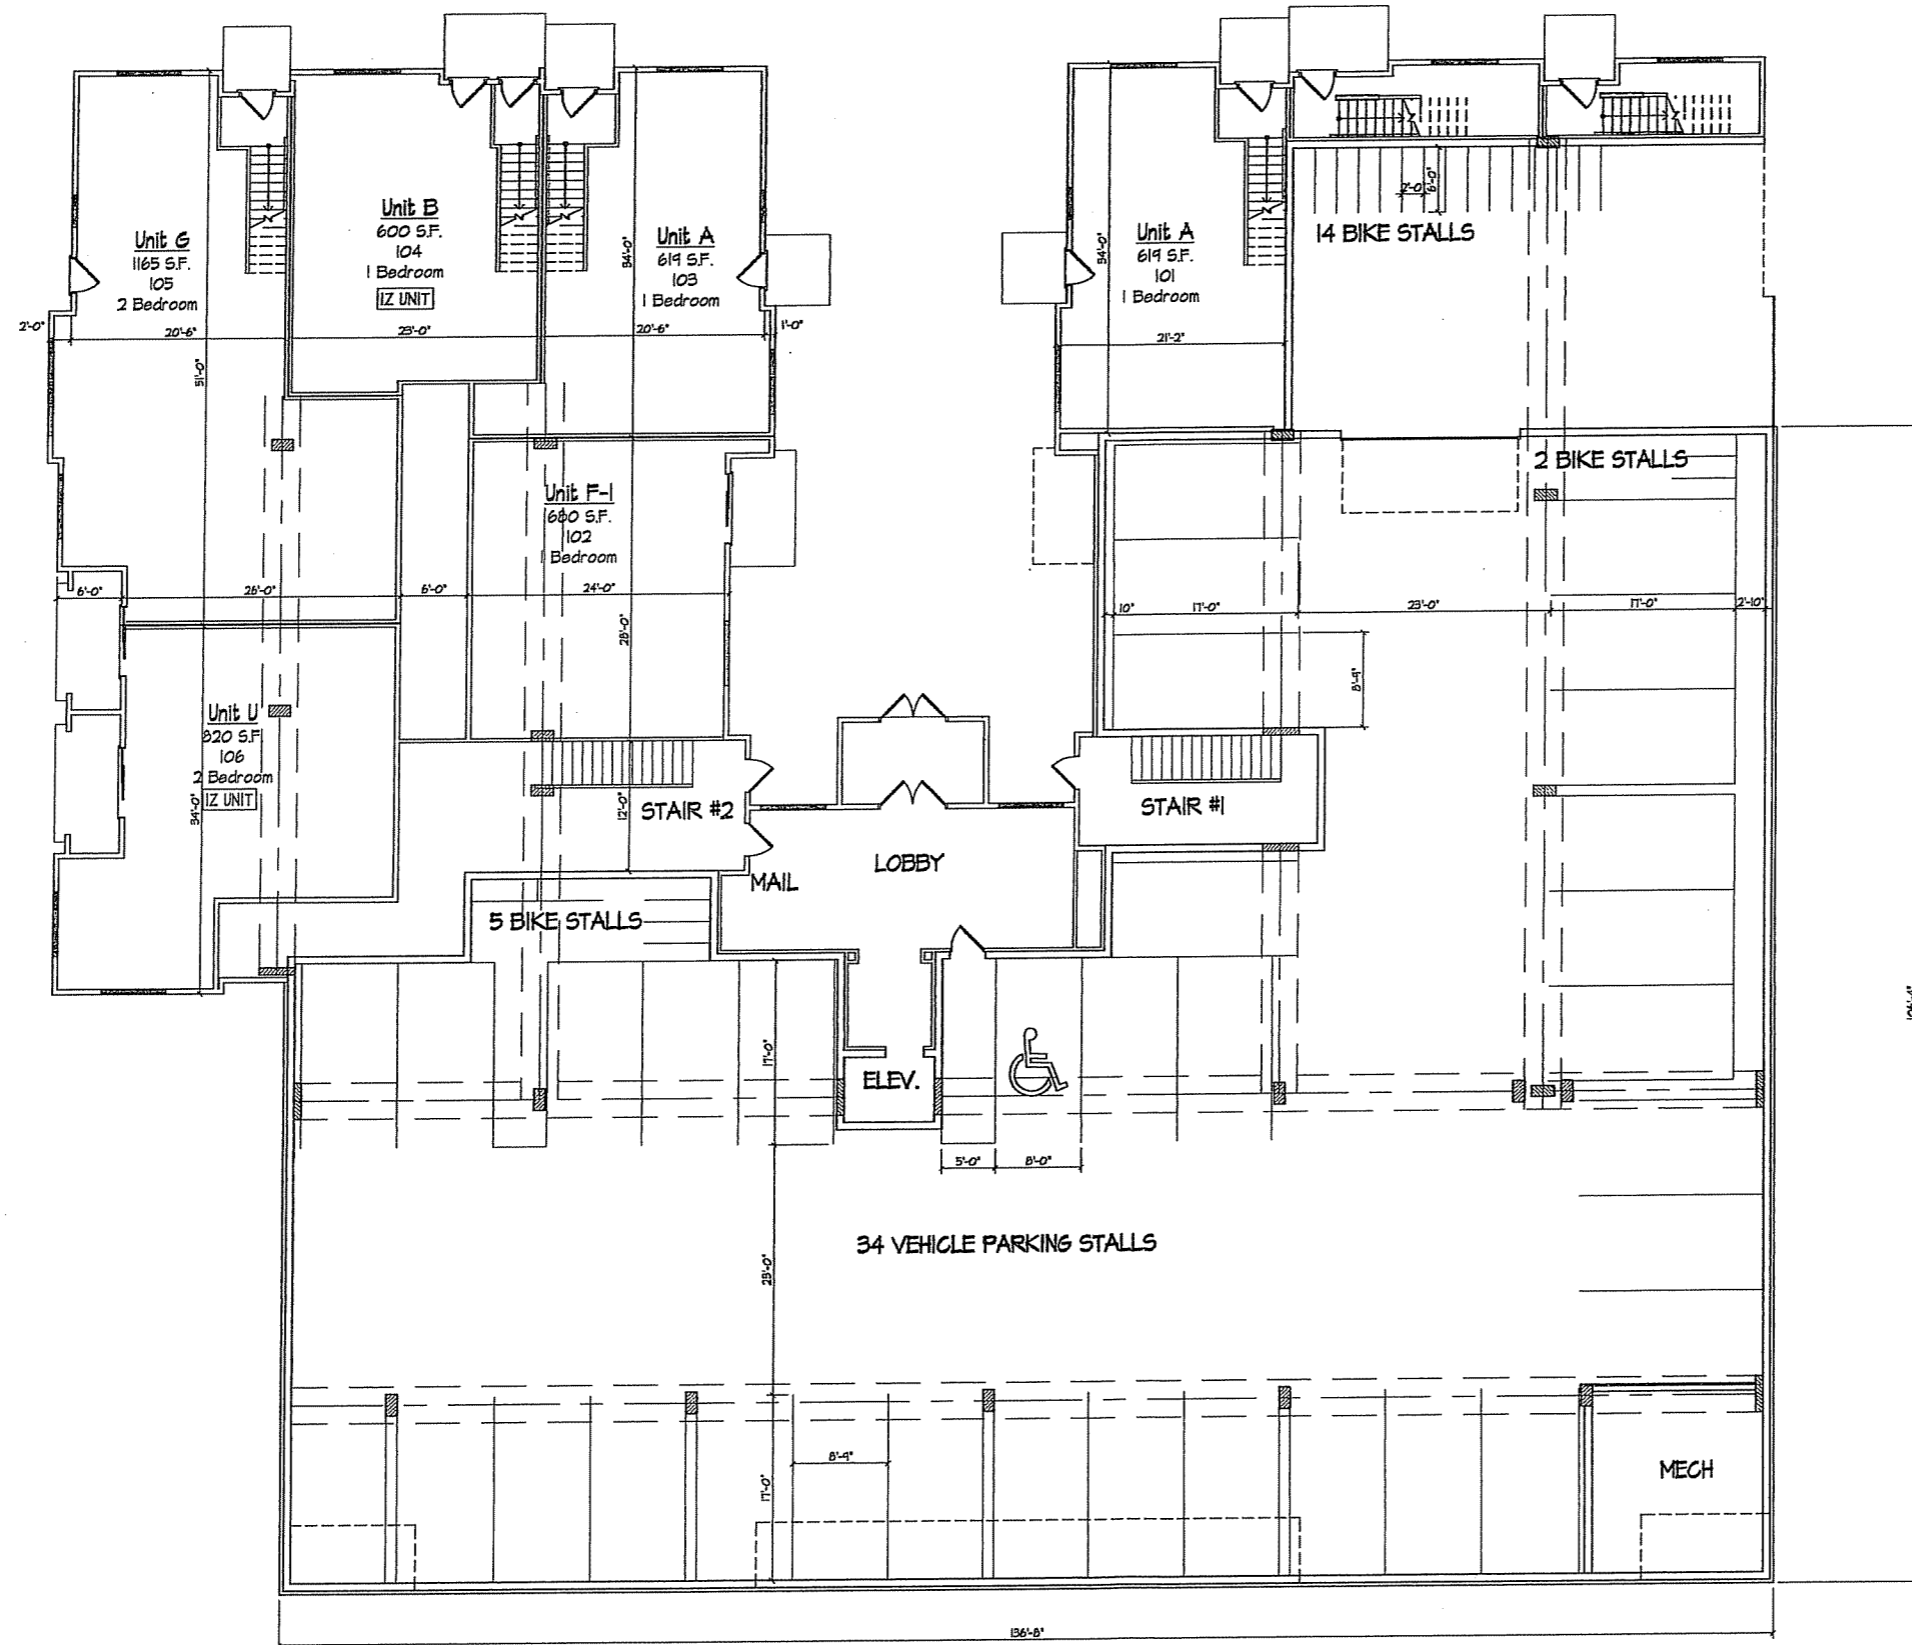 Unit G
1165 S.F.
105
2 Bedroom
Unit B
600 S.F.
104
1 Bedroom
IZ UNIT
Unit A
619 S.F.
103
1 Bedroom
Unit A
619 S.F.
101
1 Bedroom
14 BIKE STALLS
2'-0
6'-0"
34'-0"
34'-0"
2'-0"
20'-6"
23'-0"
20'-6"
1'-0"
21'-2"
51'-0"
2 BIKE STALLS
Unit F-1
680 S.F.
102
1 Bedroom
6'-0"
26'-0"
6'-0"
24'-0"
28'-0"
10"
17'-0"
23'-0"
17'-0"
2'-10"
8'-9"
Unit U
820 S.F.
106
2 Bedroom
IZ UNIT
34'-0"
12'-0"
STAIR #2
STAIR #1
LOBBY
MAIL
5 BIKE STALLS
17'-0"
ELEV.
5'-0"
8'-0"
106'-4"
34 VEHICLE PARKING STALLS
23'-0"
8'-9"
17'-0"
MECH
136'-8"